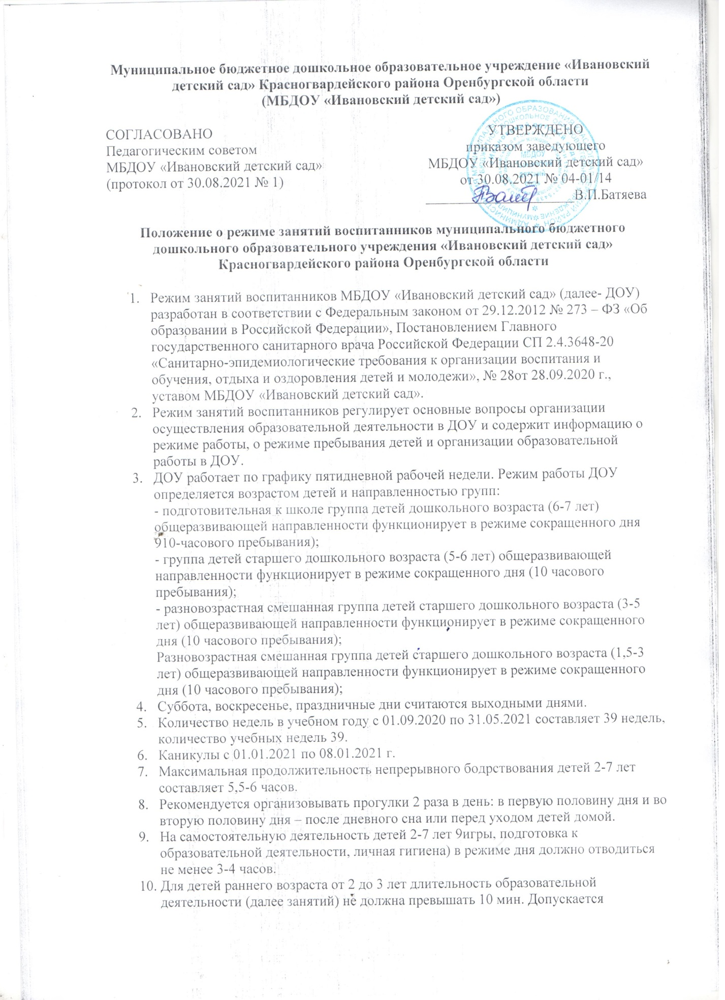 Муниципальное бюджетное дошкольное образовательное учреждение «Ивановский
детский сад» Красногвардейского района Оренбургской области
(МБДОУ «Ивановский детский сад»)
СОГЛАСОВАНО
Педагогическим советом
МБДОУ «Ивановский детский сад»
(протокол от 30.08.2021 № 1)
УТВЕРЖДЕНО
приказом заведующего
МБДОУ «Ивановский детский сад»
от 30.08.2021 № 04-01/14
В.П.Батяева
Положение о режиме занятий воспитанников муниципального бюджетного
дошкольного образовательного учреждения «Ивановский детский сад»
Красногвардейского района Оренбургской области
1. Режим занятий воспитанников МБДОУ «Ивановский детский сад» (далее- ДОУ)
разработан в соответствии с Федеральным законом от 29.12.2012 № 273 – ФЗ «Об
образовании в Российской Федерации», Постановлением Главного
государственного санитарного врача Российской Федерации СП 2.4.3648-20
«Санитарно-эпидемиологические требования к организации воспитания и
обучения, отдыха и оздоровления детей и молодежи», № 28от 28.09.2020 г.,
уставом МБДОУ «Ивановский детский сад».
2. Режим занятий воспитанников регулирует основные вопросы организации
осуществления образовательной деятельности в ДОУ и содержит информацию о
режиме работы, о режиме пребывания детей и организации образовательной
работы в ДОУ.
3. ДОУ работает по графику пятидневной рабочей недели. Режим работы ДОУ
определяется возрастом детей и направленностью групп:
- подготовительная к школе группа детей дошкольного возраста (6-7 лет)
общеразвивающей направленности функционирует в режиме сокращенного дня
910-часового пребывания);
- группа детей старшего дошкольного возраста (5-6 лет) общеразвивающей
направленности функционирует в режиме сокращенного дня (10 часового
пребывания);
- разновозрастная смешанная группа детей старшего дошкольного возраста (3-5
лет) общеразвивающей направленности функционирует в режиме сокращенного
дня (10 часового пребывания);
Разновозрастная смешанная группа детей старшего дошкольного возраста (1,5-3
лет) общеразвивающей направленности функционирует в режиме сокращенного
дня (10 часового пребывания);
4. Суббота, воскресенье, праздничные дни считаются выходными днями.
5. Количество недель в учебном году с 01.09.2020 по 31.05.2021 составляет 39 недель,
количество учебных недель 39.
6. Каникулы с 01.01.2021 по 08.01.2021 г.
7. Максимальная продолжительность непрерывного бодрствования детей 2-7 лет
составляет 5,5-6 часов.
8. Рекомендуется организовывать прогулки 2 раза в день: в первую половину дня и во
вторую половину дня – после дневного сна или перед уходом детей домой.
9. На самостоятельную деятельность детей 2-7 лет 9игры, подготовка к
образовательной деятельности, личная гигиена) в режиме дня должно отводиться
не менее 3-4 часов.
10. Для детей раннего возраста от 2 до 3 лет длительность образовательной
деятельности (далее занятий) не должна превышать 10 мин. Допускается